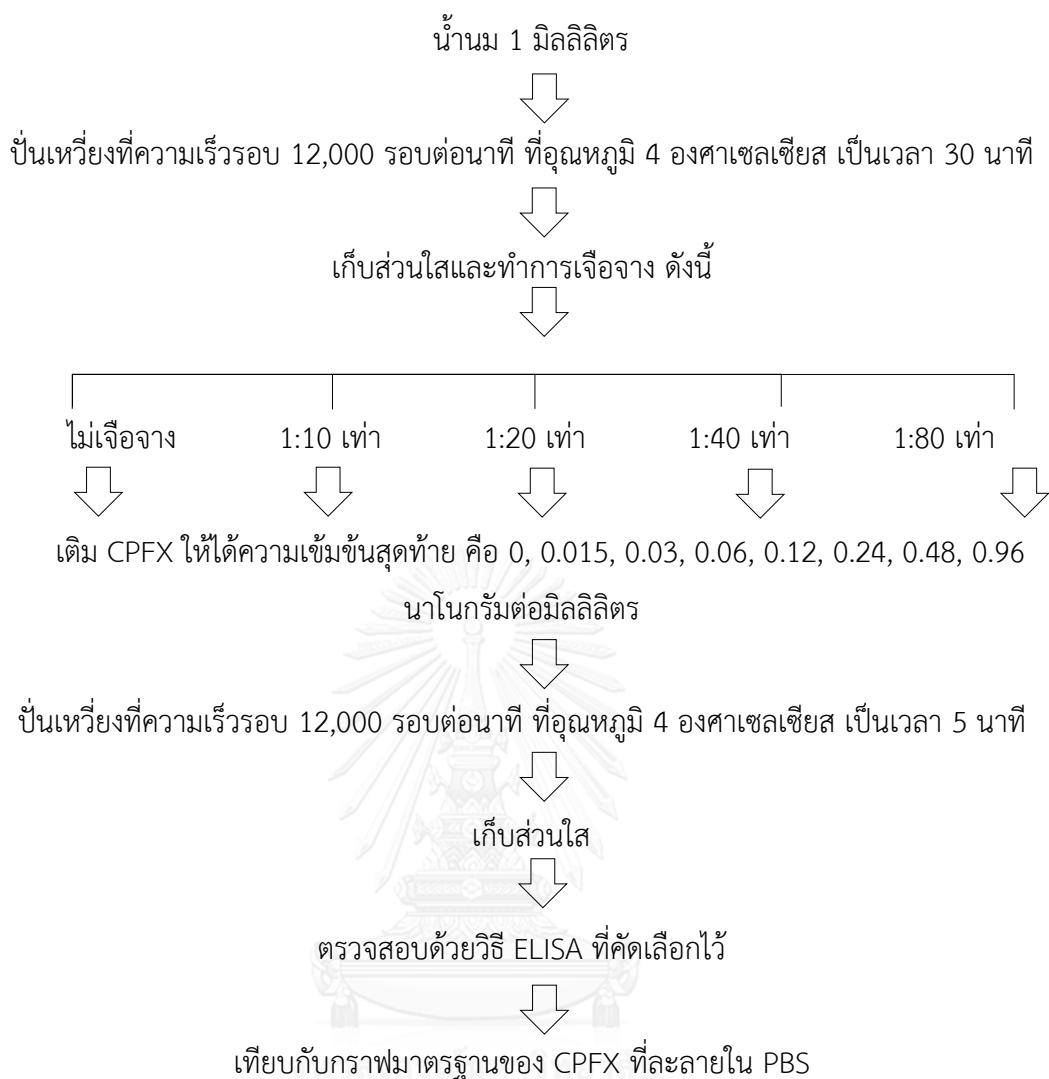 น้ำนม 1 มิลลิลิตร
ปั่นเหวี่ยงที่ความเร็วรอบ 12,000 รอบต่อนาที ที่อุณหภูมิ 4 องศาเซลเซียส เป็นเวลา 30 นาที
เก็บส่วนใสและทำการเจือจาง ดังนี้
ไม่เจือจาง 1:10 เท่า 1:20 เท่า 1:40 เท่า 1:80 เท่า
เติม CPFX ให้ได้ความเข้มข้นสุดท้าย คือ 0, 0.015, 0.03, 0.06, 0.12, 0.24, 0.48, 0.96
นาโนกรัมต่อมิลลิลิตร
ปั่นเหวี่ยงที่ความเร็วรอบ 12,000 รอบต่อนาที ที่อุณหภูมิ 4 องศาเซลเซียส เป็นเวลา 5 นาที
เก็บส่วนใส
ตรวจสอบด้วยวิธี ELISA ที่คัดเลือกไว้
เทียบกับกราฟมาตรฐานของ CPFX ที่ละลายใน PBS